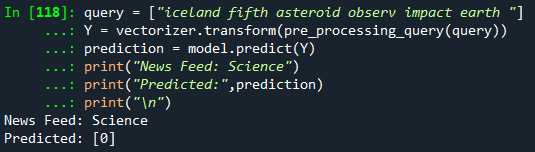 In [118]: query = ["iceland fifth asteroid observ impact earth "]
     ...: Y = vectorizer.transform(pre_processing_query(query))
     ...: prediction = model.predict(Y)
     ...: print("News Feed: Science")
     ...: print("Predicted:",prediction)
     ...: print("\n")
News Feed: Science
Predicted: [0]